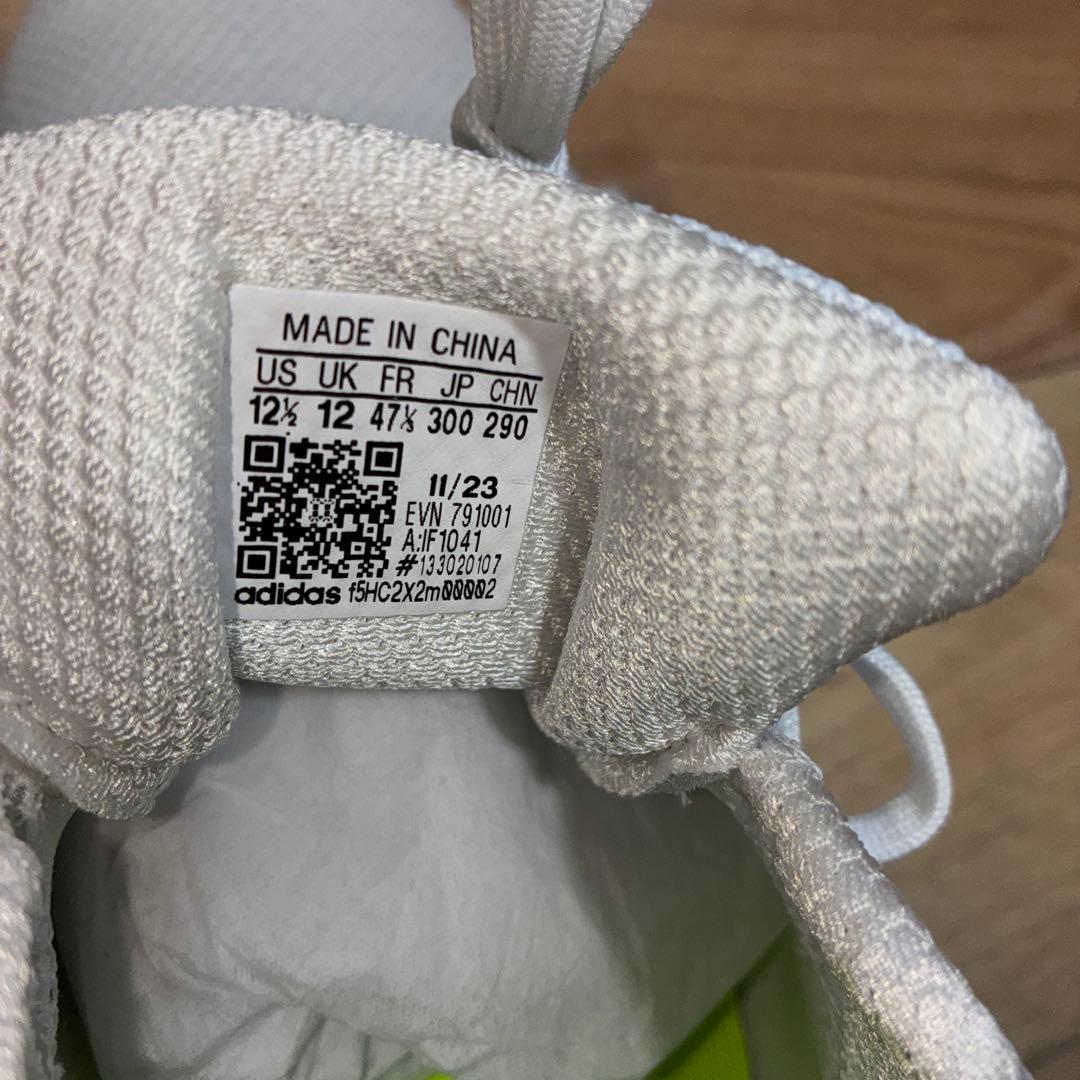 MADE IN CHINA
US UK FR JP CHN
12½ 12 47⅓ 300 290
11/23
EVN 791001
A:IF1041
#133020107
adidas f5HC2X2m00002